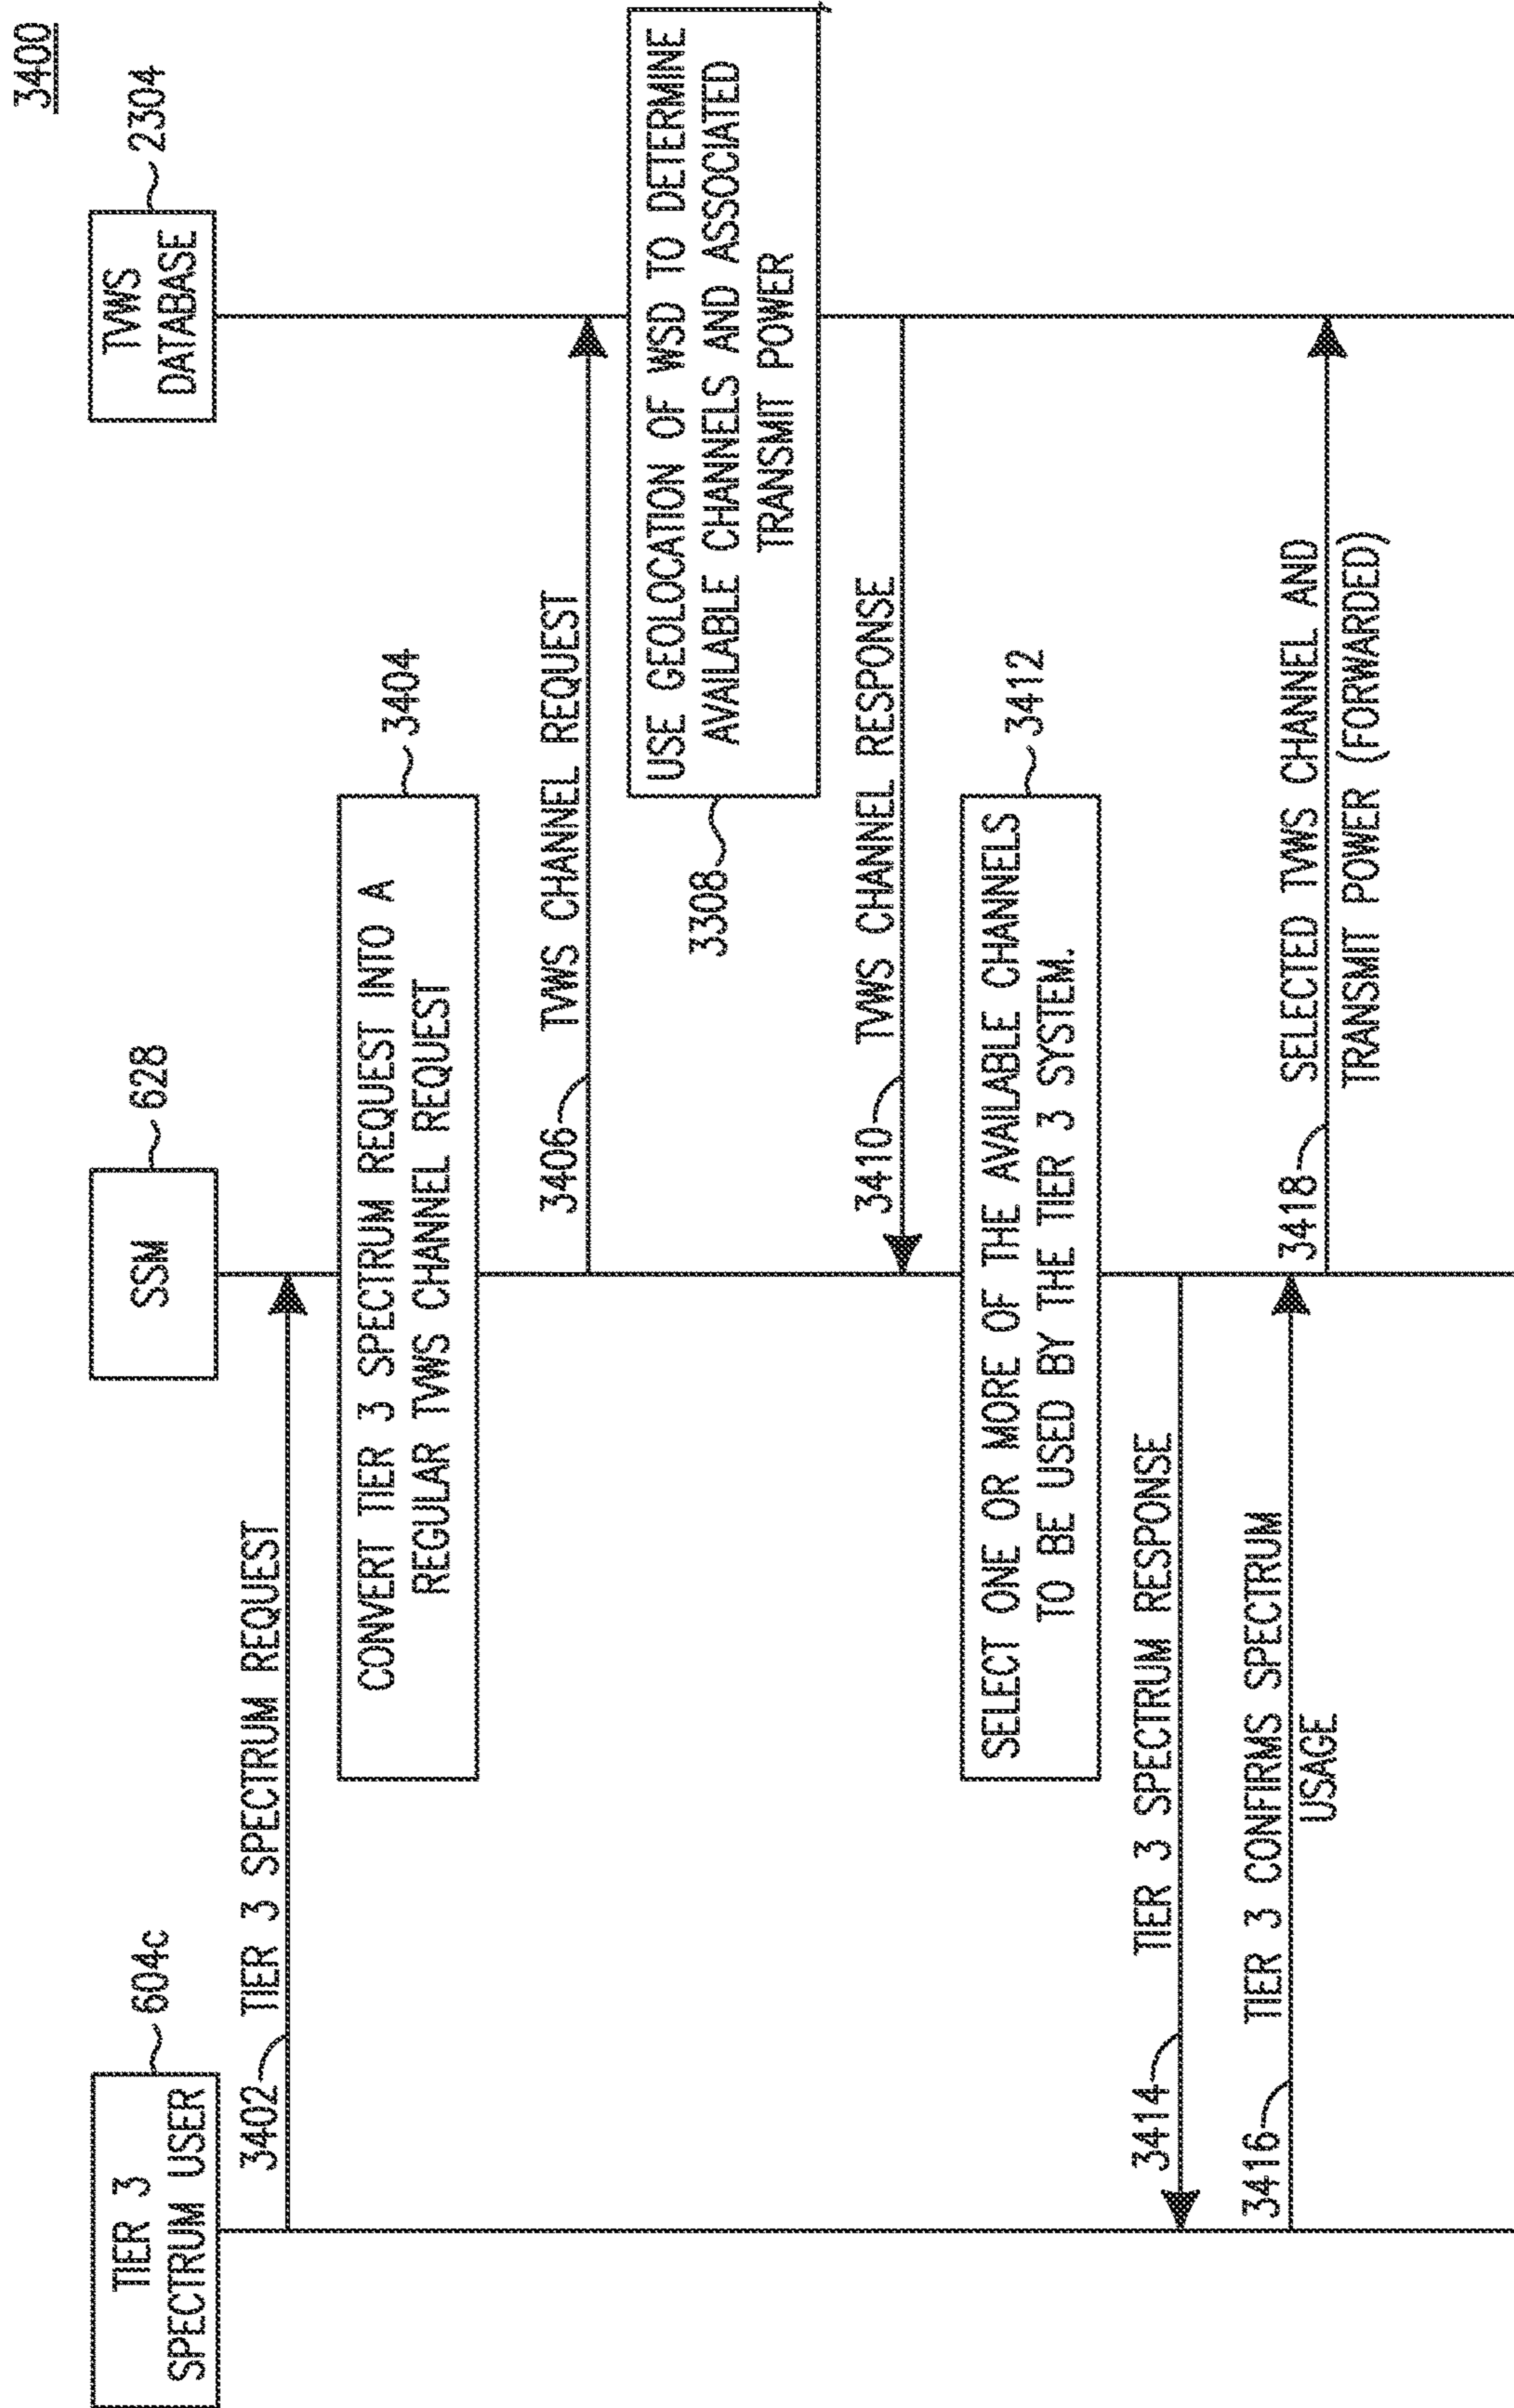 3400
TIER 3
SPECTRUM USER
604c
SSM
628
TVWS
DATABASE
2304
3402
TIER 3 SPECTRUM REQUEST
CONVERT TIER 3 SPECTRUM REQUEST INTO A
REGULAR TVWS CHANNEL REQUEST
3404
3406
TVWS CHANNEL REQUEST
USE GEOLOCATION OF WSD TO DETERMINE
AVAILABLE CHANNELS AND ASSOCIATED
TRANSMIT POWER
3308
3410
TVWS CHANNEL RESPONSE
SELECT ONE OR MORE OF THE AVAILABLE CHANNELS
TO BE USED BY THE TIER 3 SYSTEM.
3412
3414
TIER 3 SPECTRUM RESPONSE
3416
TIER 3 CONFIRMS SPECTRUM
USAGE
3418
SELECTED TVWS CHANNEL AND
TRANSMIT POWER (FORWARDED)